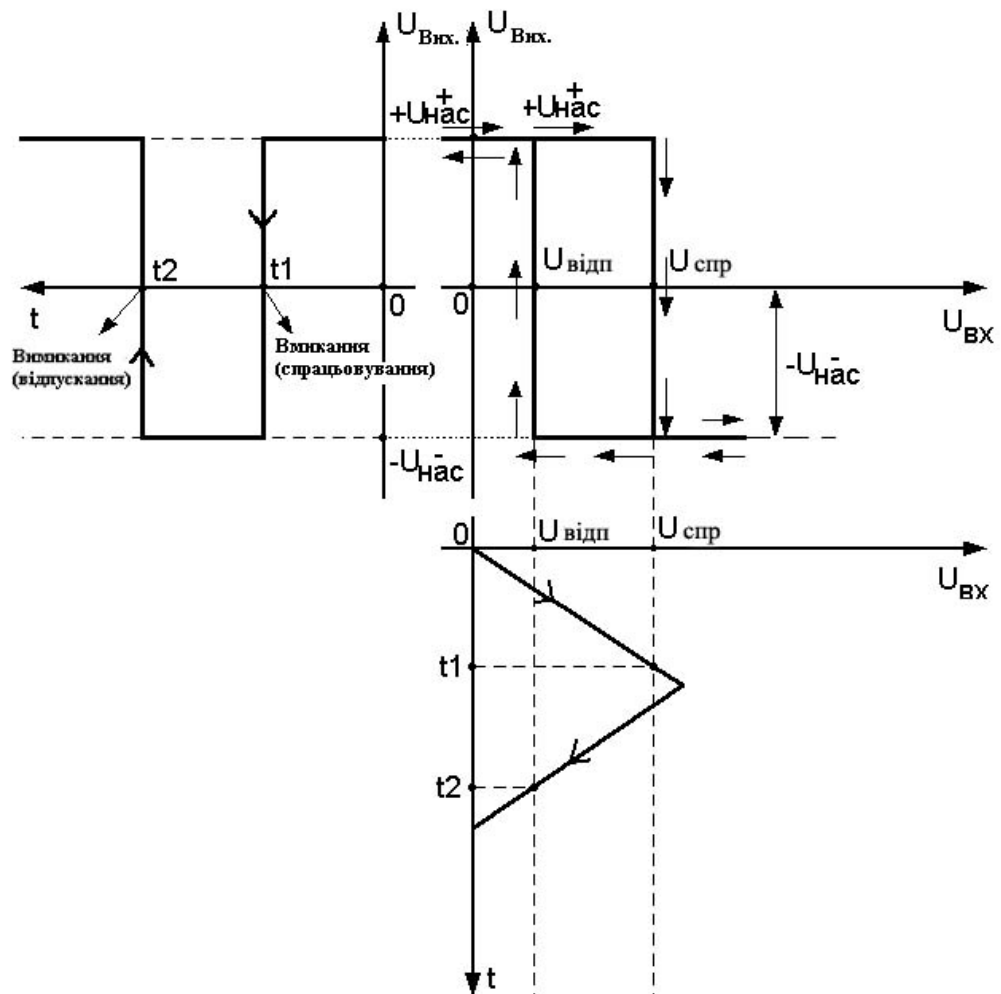 U Вих. U Вих.
+U⁺нас +U⁺нас
t2 t1 U відп U спр
t 0 0 U вх
Вимикання
(відпускання)
Вмикання
(спрацьовування)
-U⁻нас
-U⁻нас
0 U відп U спр
U вх
t1
t2
t